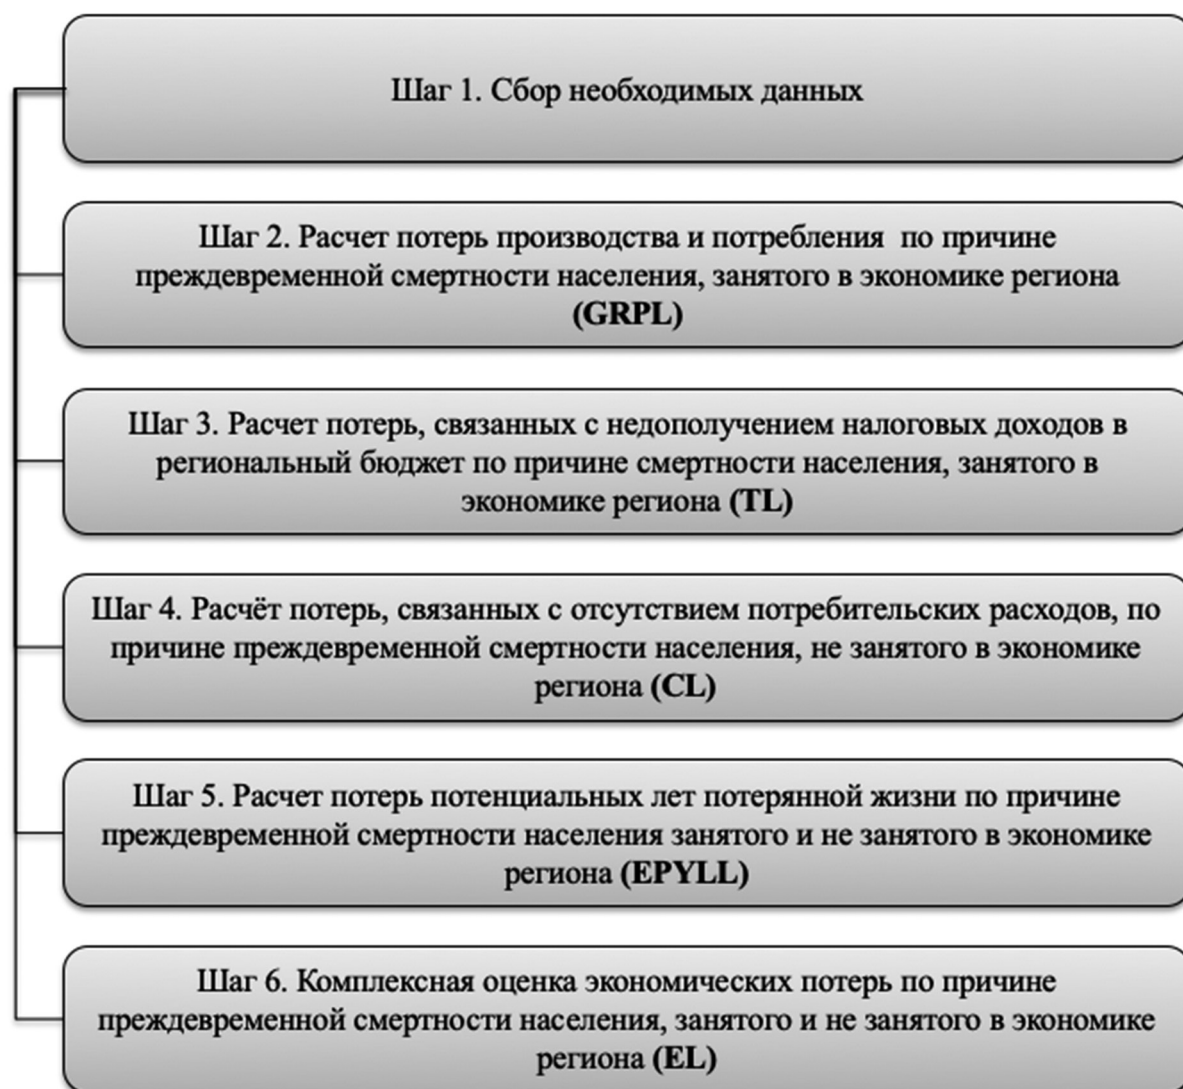 Шаг 1. Сбор необходимых данных
Шаг 2. Расчет потерь производства и потребления по причине
преждевременной смертности населения, занятого в экономике региона
(GRPL)
Шаг 3. Расчет потерь, связанных с недополучением налоговых доходов в
региональный бюджет по причине смертности населения, занятого в
экономике региона (TL)
Шаг 4. Расчёт потерь, связанных с отсутствием потребительских расходов, по
причине преждевременной смертности населения, не занятого в экономике
региона (CL)
Шаг 5. Расчет потерь потенциальных лет потерянной жизни по причине
преждевременной смертности населения занятого и не занятого в экономике
региона (EPYLL)
Шаг 6. Комплексная оценка экономических потерь по причине
преждевременной смертности населения, занятого и не занятого в экономике
региона (EL)